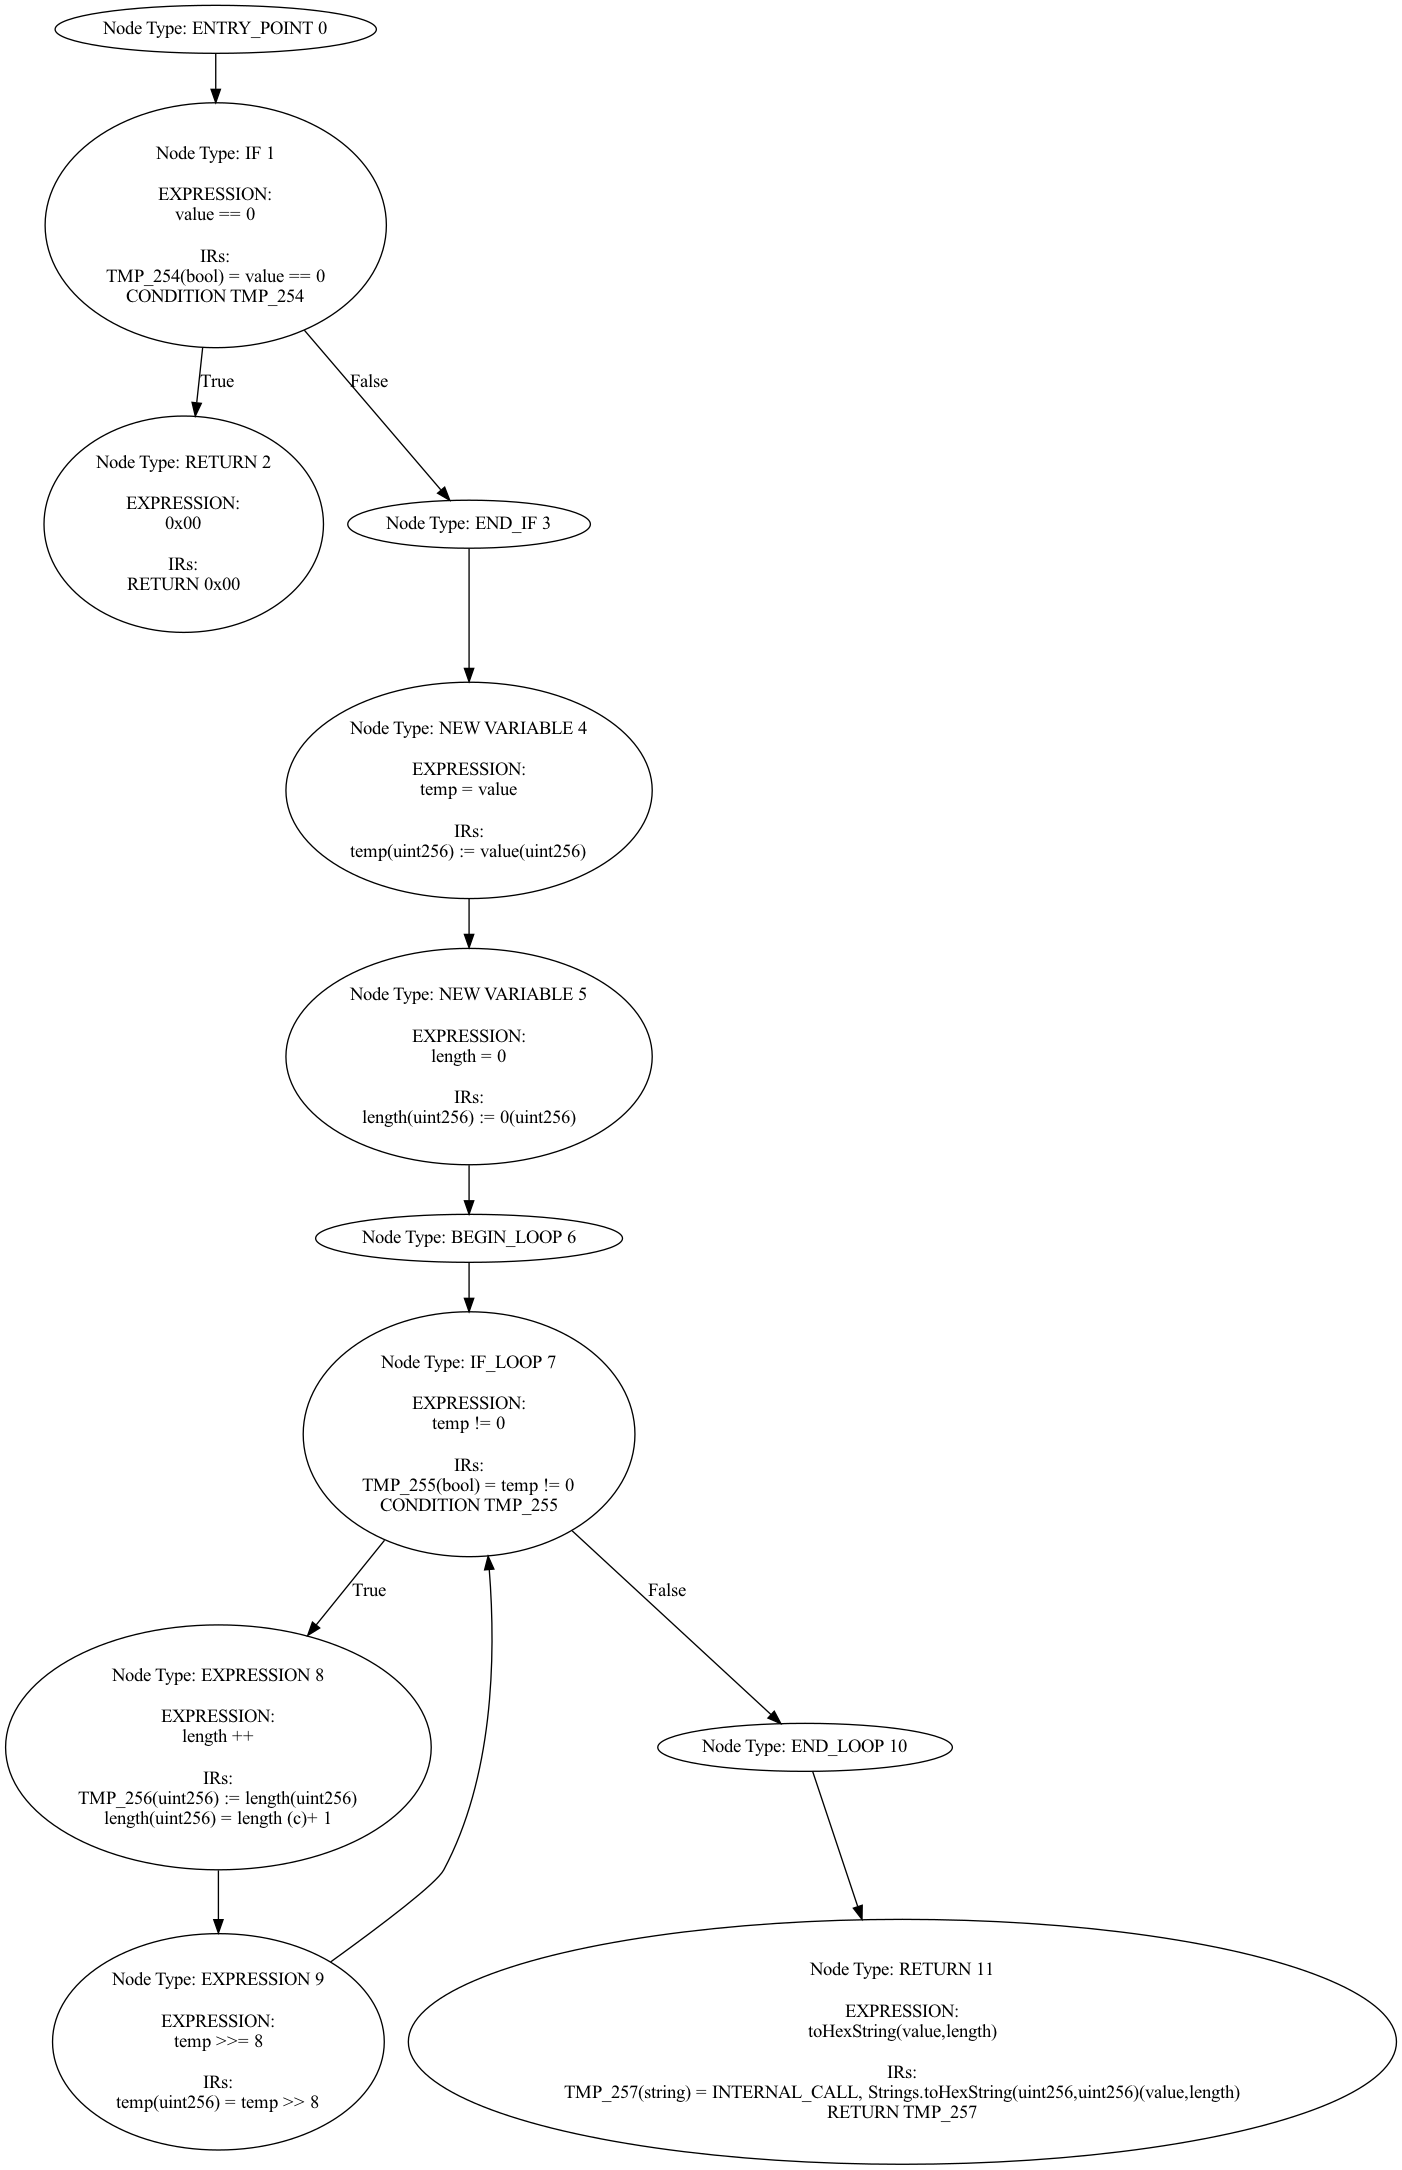 Node Type: ENTRY_POINT 0
Node Type: IF 1
EXPRESSION:
value == 0
IRs:
TMP_254(bool) = value == 0
CONDITION TMP_254
True
False
Node Type: RETURN 2
EXPRESSION:
0x00
IRs:
RETURN 0x00
Node Type: END_IF 3
Node Type: NEW VARIABLE 4
EXPRESSION:
temp = value
IRs:
temp(uint256) := value(uint256)
Node Type: NEW VARIABLE 5
EXPRESSION:
length = 0
IRs:
length(uint256) := 0(uint256)
Node Type: BEGIN_LOOP 6
Node Type: IF_LOOP 7
EXPRESSION:
temp != 0
IRs:
TMP_255(bool) = temp != 0
CONDITION TMP_255
True
False
Node Type: EXPRESSION 8
EXPRESSION:
length ++
IRs:
TMP_256(uint256) := length(uint256)
length(uint256) = length (c)+ 1
Node Type: END_LOOP 10
Node Type: EXPRESSION 9
EXPRESSION:
temp >>= 8
IRs:
temp(uint256) = temp >> 8
Node Type: RETURN 11
EXPRESSION:
toHexString(value,length)
IRs:
TMP_257(string) = INTERNAL_CALL, Strings.toHexString(uint256,uint256)(value,length)
RETURN TMP_257